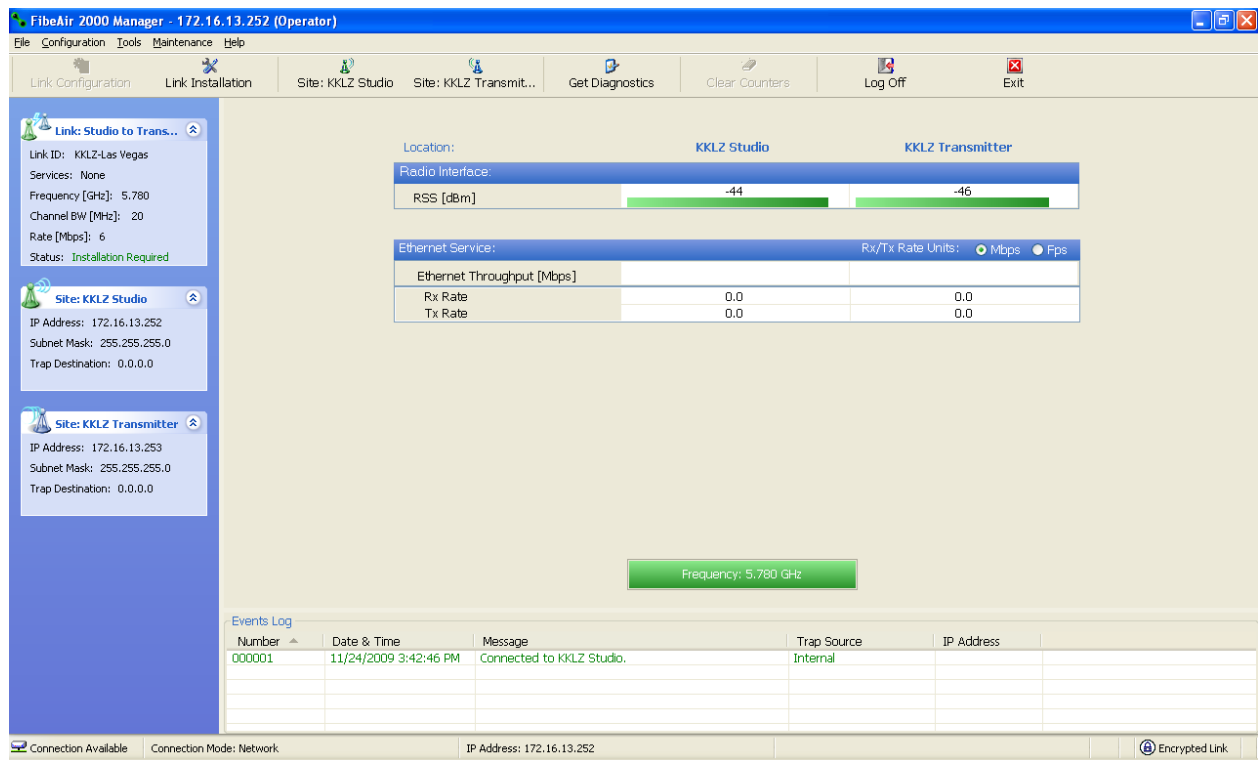 FibeAir 2000 Manager - 172.16.13.252 (Operator)
File Configuration Tools Maintenance Help
Link Configuration Link Installation Site: KKLZ Studio Site: KKLZ Transmit... Get Diagnostics Clear Counters Log Off Exit
Link: Studio to Trans...
Link ID: KKLZ-Las Vegas
Services: None
Frequency [GHz]: 5.780
Channel BW [MHz]: 20
Rate [Mbps]: 6
Status: Installation Required
Site: KKLZ Studio
IP Address: 172.16.13.252
Subnet Mask: 255.255.255.0
Trap Destination: 0.0.0.0
Site: KKLZ Transmitter
IP Address: 172.16.13.253
Subnet Mask: 255.255.255.0
Trap Destination: 0.0.0.0
Location: KKLZ Studio KKLZ Transmitter
Radio Interface:
RSS [dBm] -44 -46
Ethernet Service: Rx/Tx Rate Units: Mbps Fps
Ethernet Throughput [Mbps]
Rx Rate 0.0 0.0
Tx Rate 0.0 0.0
Frequency: 5.780 GHz
Events Log
Number Date & Time Message Trap Source IP Address
000001 11/24/2009 3:42:46 PM Connected to KKLZ Studio. Internal
Connection Available Connection Mode: Network IP Address: 172.16.13.252 Encrypted Link